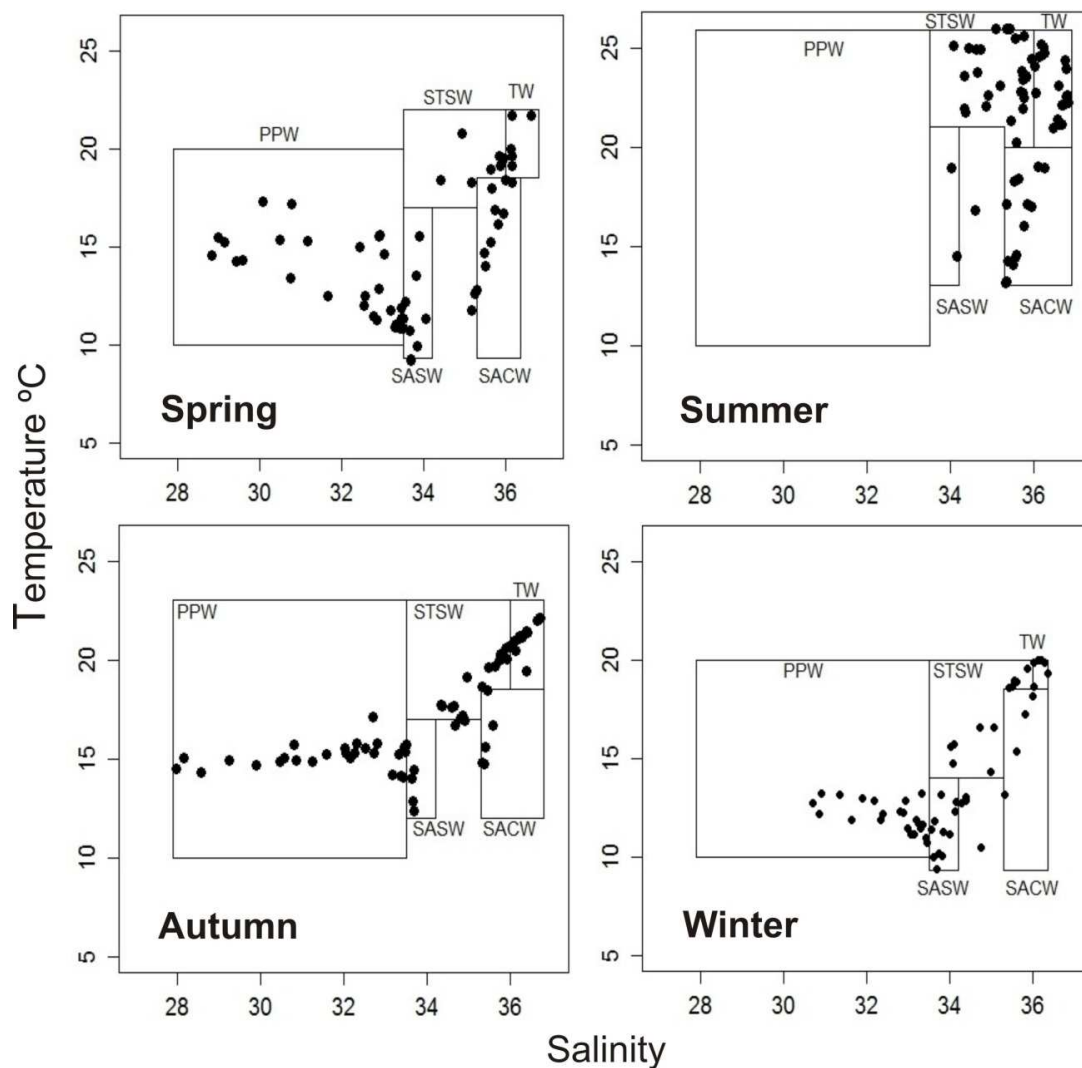 Temperature ºC
25
20
15
10
5
PPW
STSW
TW
SASW
SACW
Spring
28 30 32 34 36
25
20
15
10
5
PPW
STSW
TW
SASW
SACW
Summer
28 30 32 34 36
25
20
15
10
5
PPW
STSW
TW
SASW
SACW
Autumn
28 30 32 34 36
25
20
15
10
5
PPW
STSW
TW
SASW
SACW
Winter
28 30 32 34 36
Salinity